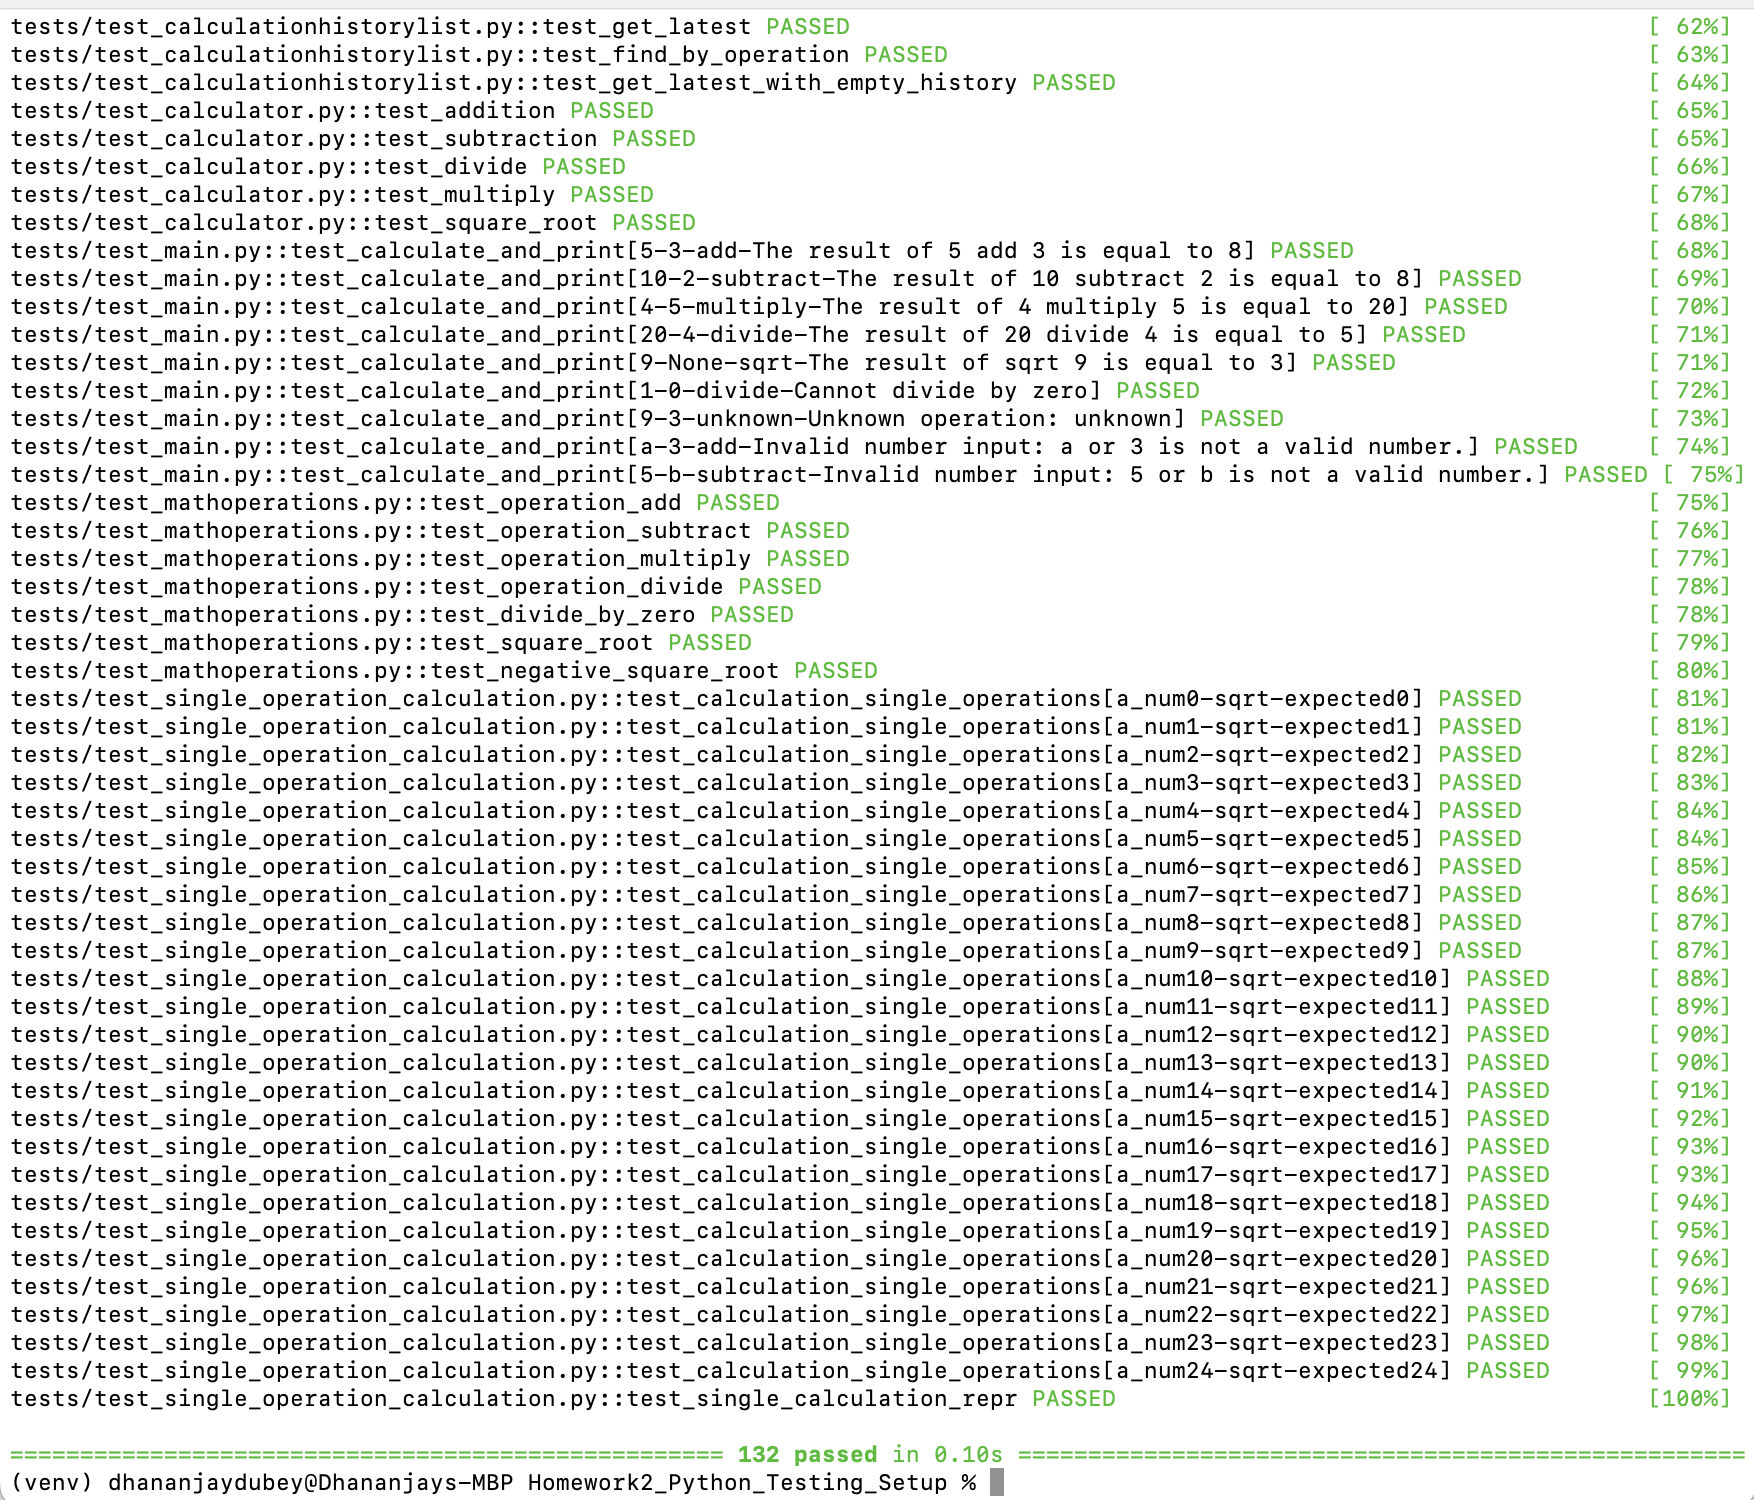 tests/test_calculationhistorylist.py::test_get_latest PASSED [ 62%]
tests/test_calculationhistorylist.py::test_find_by_operation PASSED [ 63%]
tests/test_calculationhistorylist.py::test_get_latest_with_empty_history PASSED [ 64%]
tests/test_calculator.py::test_addition PASSED [ 65%]
tests/test_calculator.py::test_subtraction PASSED [ 65%]
tests/test_calculator.py::test_divide PASSED [ 66%]
tests/test_calculator.py::test_multiply PASSED [ 67%]
tests/test_calculator.py::test_square_root PASSED [ 68%]
tests/test_main.py::test_calculate_and_print[5-3-add-The result of 5 add 3 is equal to 8] PASSED [ 68%]
tests/test_main.py::test_calculate_and_print[10-2-subtract-The result of 10 subtract 2 is equal to 8] PASSED [ 69%]
tests/test_main.py::test_calculate_and_print[4-5-multiply-The result of 4 multiply 5 is equal to 20] PASSED [ 70%]
tests/test_main.py::test_calculate_and_print[20-4-divide-The result of 20 divide 4 is equal to 5] PASSED [ 71%]
tests/test_main.py::test_calculate_and_print[9-None-sqrt-The result of sqrt 9 is equal to 3] PASSED [ 71%]
tests/test_main.py::test_calculate_and_print[1-0-divide-Cannot divide by zero] PASSED [ 72%]
tests/test_main.py::test_calculate_and_print[9-3-unknown-Unknown operation: unknown] PASSED [ 73%]
tests/test_main.py::test_calculate_and_print[a-3-add-Invalid number input: a or 3 is not a valid number.] PASSED [ 74%]
tests/test_main.py::test_calculate_and_print[5-b-subtract-Invalid number input: 5 or b is not a valid number.] PASSED [ 75%]
tests/test_mathoperations.py::test_operation_add PASSED [ 75%]
tests/test_mathoperations.py::test_operation_subtract PASSED [ 76%]
tests/test_mathoperations.py::test_operation_multiply PASSED [ 77%]
tests/test_mathoperations.py::test_operation_divide PASSED [ 78%]
tests/test_mathoperations.py::test_divide_by_zero PASSED [ 78%]
tests/test_mathoperations.py::test_square_root PASSED [ 79%]
tests/test_mathoperations.py::test_negative_square_root PASSED [ 80%]
tests/test_single_operation_calculation.py::test_calculation_single_operations[a_num0-sqrt-expected0] PASSED [ 81%]
tests/test_single_operation_calculation.py::test_calculation_single_operations[a_num1-sqrt-expected1] PASSED [ 81%]
tests/test_single_operation_calculation.py::test_calculation_single_operations[a_num2-sqrt-expected2] PASSED [ 82%]
tests/test_single_operation_calculation.py::test_calculation_single_operations[a_num3-sqrt-expected3] PASSED [ 83%]
tests/test_single_operation_calculation.py::test_calculation_single_operations[a_num4-sqrt-expected4] PASSED [ 84%]
tests/test_single_operation_calculation.py::test_calculation_single_operations[a_num5-sqrt-expected5] PASSED [ 84%]
tests/test_single_operation_calculation.py::test_calculation_single_operations[a_num6-sqrt-expected6] PASSED [ 85%]
tests/test_single_operation_calculation.py::test_calculation_single_operations[a_num7-sqrt-expected7] PASSED [ 86%]
tests/test_single_operation_calculation.py::test_calculation_single_operations[a_num8-sqrt-expected8] PASSED [ 87%]
tests/test_single_operation_calculation.py::test_calculation_single_operations[a_num9-sqrt-expected9] PASSED [ 87%]
tests/test_single_operation_calculation.py::test_calculation_single_operations[a_num10-sqrt-expected10] PASSED [ 88%]
tests/test_single_operation_calculation.py::test_calculation_single_operations[a_num11-sqrt-expected11] PASSED [ 89%]
tests/test_single_operation_calculation.py::test_calculation_single_operations[a_num12-sqrt-expected12] PASSED [ 90%]
tests/test_single_operation_calculation.py::test_calculation_single_operations[a_num13-sqrt-expected13] PASSED [ 90%]
tests/test_single_operation_calculation.py::test_calculation_single_operations[a_num14-sqrt-expected14] PASSED [ 91%]
tests/test_single_operation_calculation.py::test_calculation_single_operations[a_num15-sqrt-expected15] PASSED [ 92%]
tests/test_single_operation_calculation.py::test_calculation_single_operations[a_num16-sqrt-expected16] PASSED [ 93%]
tests/test_single_operation_calculation.py::test_calculation_single_operations[a_num17-sqrt-expected17] PASSED [ 93%]
tests/test_single_operation_calculation.py::test_calculation_single_operations[a_num18-sqrt-expected18] PASSED [ 94%]
tests/test_single_operation_calculation.py::test_calculation_single_operations[a_num19-sqrt-expected19] PASSED [ 95%]
tests/test_single_operation_calculation.py::test_calculation_single_operations[a_num20-sqrt-expected20] PASSED [ 96%]
tests/test_single_operation_calculation.py::test_calculation_single_operations[a_num21-sqrt-expected21] PASSED [ 96%]
tests/test_single_operation_calculation.py::test_calculation_single_operations[a_num22-sqrt-expected22] PASSED [ 97%]
tests/test_single_operation_calculation.py::test_calculation_single_operations[a_num23-sqrt-expected23] PASSED [ 98%]
tests/test_single_operation_calculation.py::test_calculation_single_operations[a_num24-sqrt-expected24] PASSED [ 99%]
tests/test_single_operation_calculation.py::test_single_calculation_repr PASSED [100%]
=================================================== 132 passed in 0.10s ====================================================
(venv) dhananjaydubey@Dhananjays-MBP Homework2_Python_Testing_Setup %